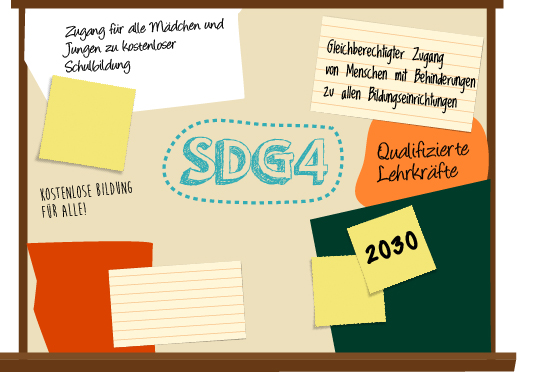 Zugang für alle Mädchen und
Jungen zu kostenloser
Schulbildung
Gleichberechtigter Zugang
von Menschen mit Behinderungen
zu allen Bildungseinrichtungen
SDG4
Qualifizierte
Lehrkräfte
KOSTENLOSE BILDUNG
FÜR ALLE!
2030